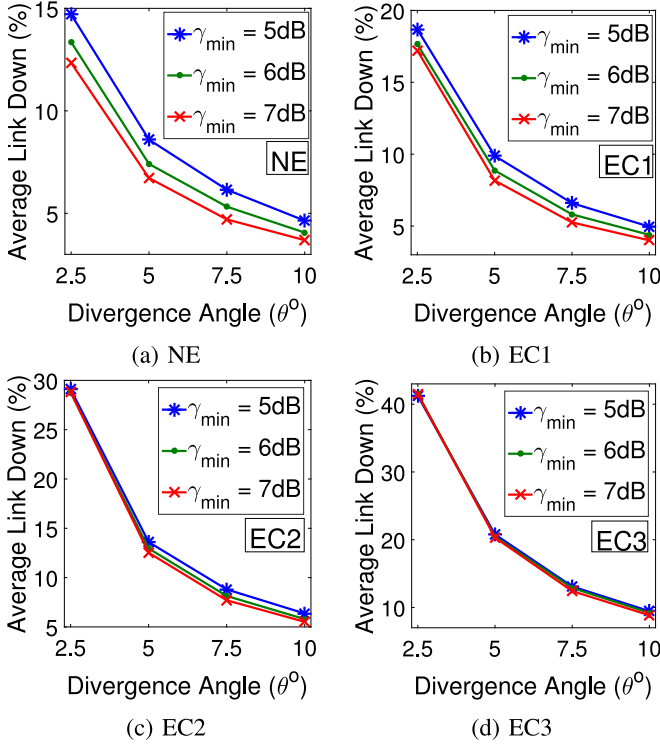 15
10
5
Average Link Down (%)
γmin = 5dB
γmin = 6dB
γmin = 7dB
NE
2.5 5 7.5 10
Divergence Angle (θ⁰)
(a) NE
20
15
10
5
Average Link Down (%)
γmin = 5dB
γmin = 6dB
γmin = 7dB
EC1
2.5 5 7.5 10
Divergence Angle (θ⁰)
(b) EC1
30
25
20
15
10
5
Average Link Down (%)
γmin = 5dB
γmin = 6dB
γmin = 7dB
EC2
2.5 5 7.5 10
Divergence Angle (θ⁰)
(c) EC2
40
30
20
10
Average Link Down (%)
γmin = 5dB
γmin = 6dB
γmin = 7dB
EC3
2.5 5 7.5 10
Divergence Angle (θ⁰)
(d) EC3